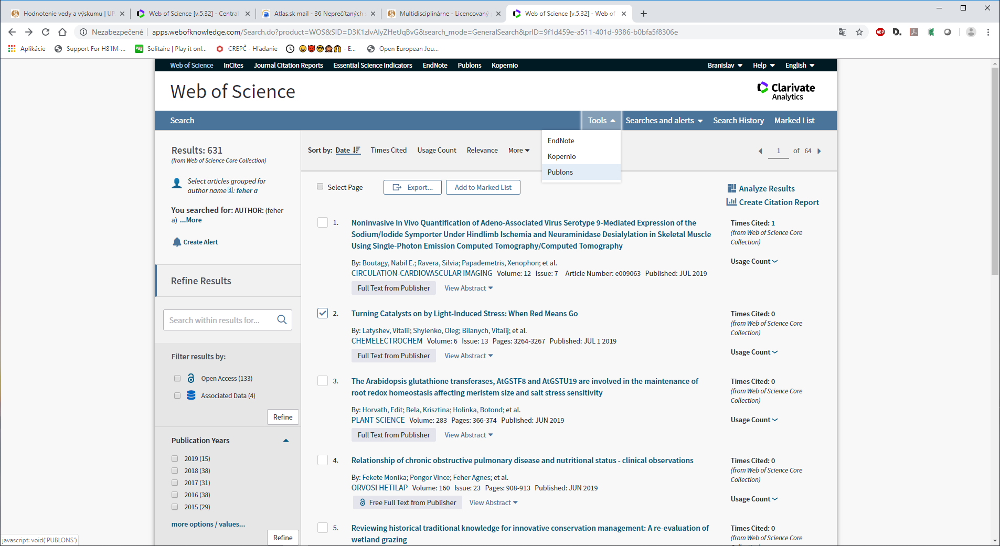 Hodnotenie vedy a výskumu | UP
Web of Science [v.5.32] - Central
Atlas.sk mail - 36 Neprečítaných
Multidisciplinárne - Licencovaný
Web of Science [v.5.32] - Web of
Nezabezpečené
apps.webofknowledge.com/Search.do?product=WOS&SID=D3K1zlvAlyZHetJqBvG&search_mode=GeneralSearch&prID=9f1d459e-a511-401d-9386-b0bfa5f8306e
ABP
Aplikácie
Support For H81M-...
Solitaire | Play it onl...
CREPČ - Hľadanie
- E...
Open European Jou...
Web of Science InCites Journal Citation Reports Essential Science Indicators EndNote Publons Kopernio
Branislav Help English
Web of Science
Clarivate
Analytics
Search
Tools Searches and alerts Search History Marked List
EndNote
Kopernio
Publons
Results: 631
(from Web of Science Core Collection)
Select articles grouped for
author name i: feher a
You searched for: AUTHOR: (feher
a) ...More
Create Alert
Refine Results
Search within results for...
Filter results by:
Open Access (133)
Associated Data (4)
Refine
Publication Years
2019 (15)
2018 (38)
2017 (31)
2016 (38)
2015 (29)
more options / values...
Refine
Sort by: Date Times Cited Usage Count Relevance More
1 of 64
Select Page
Export...
Add to Marked List
Analyze Results
Create Citation Report
1.
Noninvasive In Vivo Quantification of Adeno-Associated Virus Serotype 9-Mediated Expression of the
Sodium/Iodide Symporter Under Hindlimb Ischemia and Neuraminidase Desialylation in Skeletal Muscle
Using Single-Photon Emission Computed Tomography/Computed Tomography
By: Boutagy, Nabil E.; Ravera, Silvia; Papademetris, Xenophon; et al.
CIRCULATION-CARDIOVASCULAR IMAGING Volume: 12 Issue: 7 Article Number: e009063 Published: JUL 2019
Full Text from Publisher View Abstract
Times Cited: 1
(from Web of Science Core
Collection)
Usage Count
2.
Turning Catalysts on by Light-Induced Stress: When Red Means Go
By: Latyshev, Vitalii; Shylenko, Oleg; Bilanych, Vitalij; et al.
CHEMELECTROCHEM Volume: 6 Issue: 13 Pages: 3264-3267 Published: JUL 1 2019
Full Text from Publisher View Abstract
Times Cited: 0
(from Web of Science Core
Collection)
Usage Count
3.
The Arabidopsis glutathione transferases, AtGSTF8 and AtGSTU19 are involved in the maintenance of
root redox homeostasis affecting meristem size and salt stress sensitivity
By: Horvath, Edit; Bela, Krisztina; Holinka, Botond; et al.
PLANT SCIENCE Volume: 283 Pages: 366-374 Published: JUN 2019
Full Text from Publisher View Abstract
Times Cited: 0
(from Web of Science Core
Collection)
Usage Count
4.
Relationship of chronic obstructive pulmonary disease and nutritional status - clinical observations
By: Fekete Monika; Pongor Vince; Feher Agnes; et al.
ORVOSI HETILAP Volume: 160 Issue: 23 Pages: 908-913 Published: JUN 2019
Free Full Text from Publisher View Abstract
Times Cited: 0
(from Web of Science Core
Collection)
Usage Count
5.
Reviewing historical traditional knowledge for innovative conservation management: A re-evaluation of
wetland grazing
Times Cited: 0
(from Web of Science Core
javascript: void('PUBLONS')